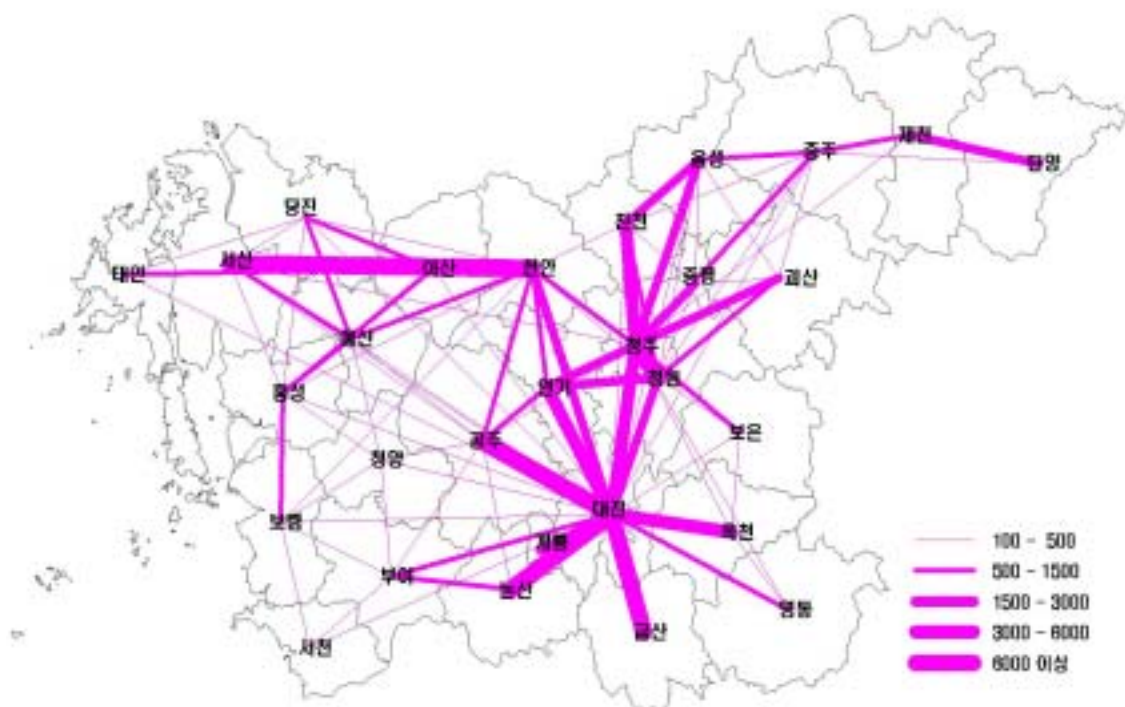 제천
충주
음성
단양
당진
진천
서산
아산
천안
태안
증평
괴산
예산
청주
청원
연기
홍성
보은
공주
청양
대전
보령
옥천
계룡
부여
논산
영동
금산
서천
100 - 500
500 - 1500
1500 - 3000
3000 - 6000
6000 이상